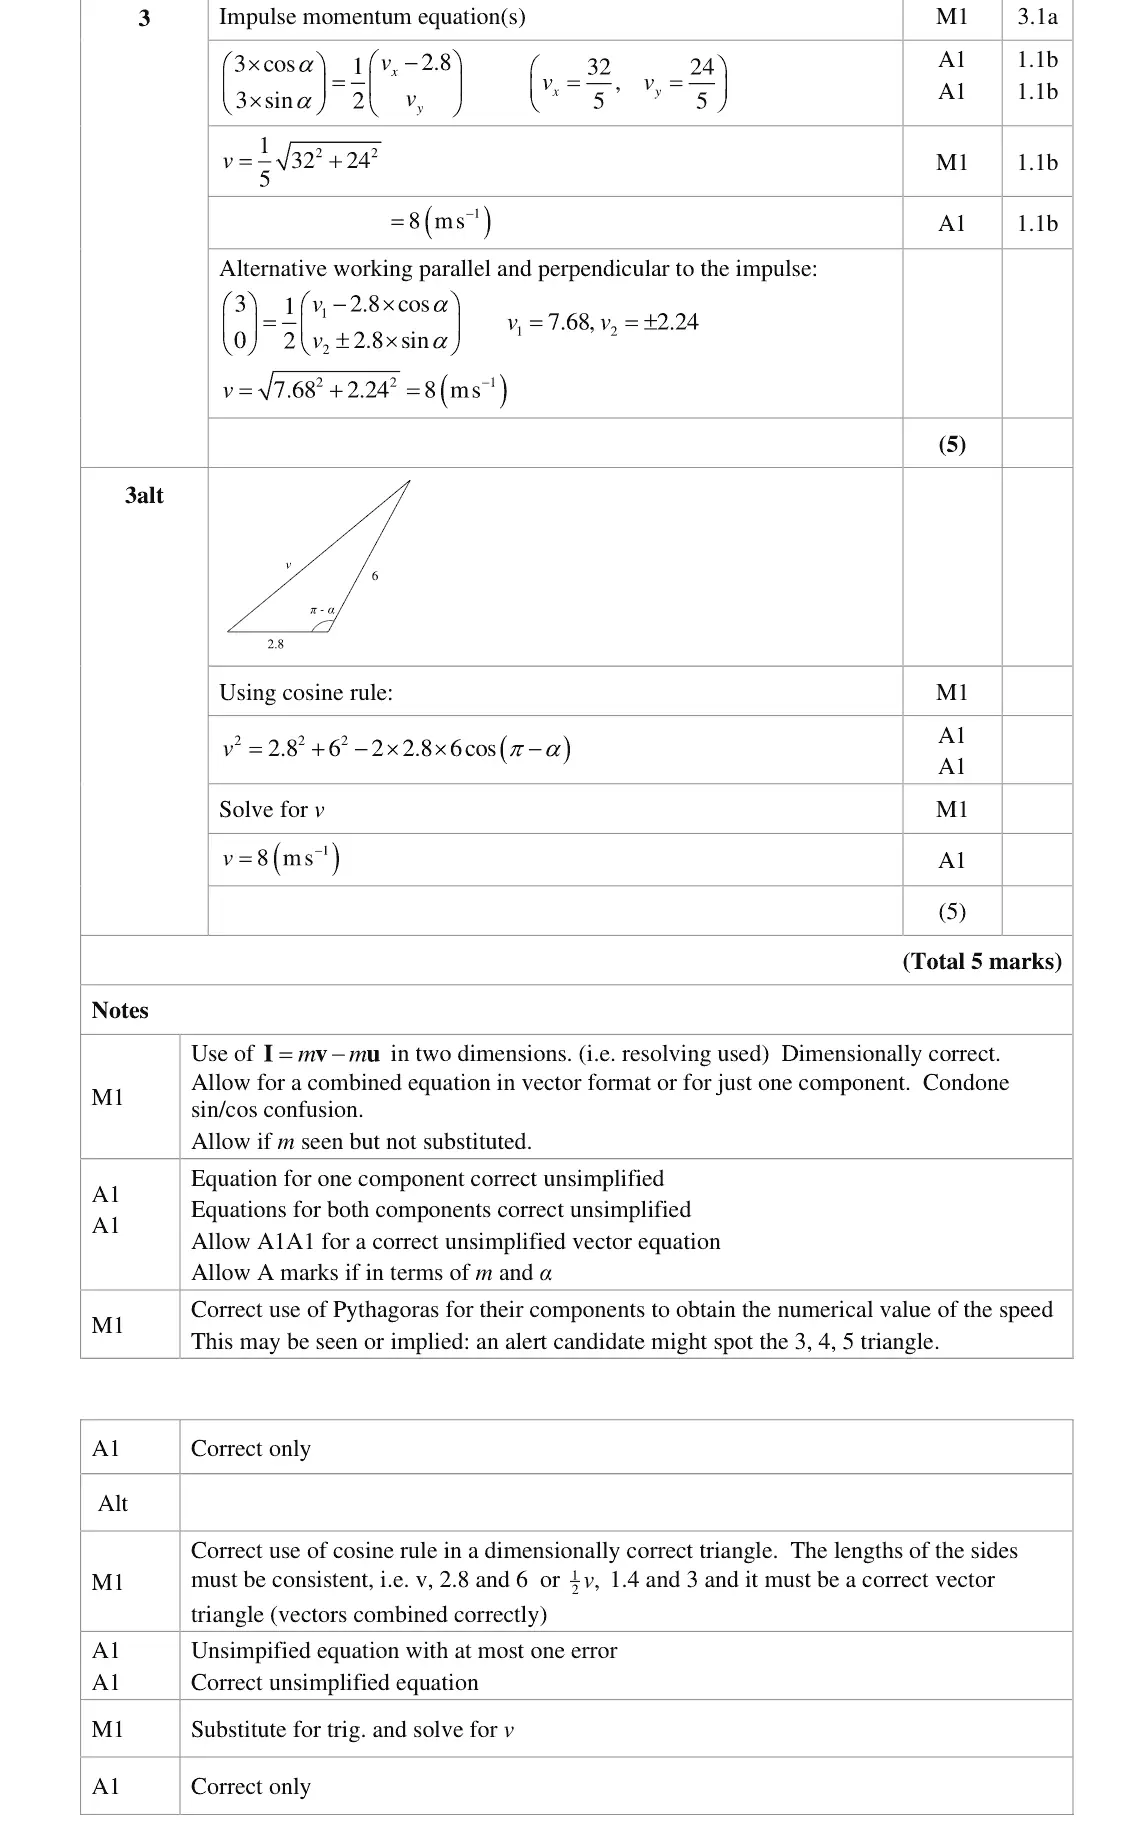 3 Impulse momentum equation(s) M1 3.1a
(3×cos α / 3×sin α) = 1/2 (vₓ − 2.8 / v_y) (vₓ = 32/5, v_y = 24/5) A1 1.1b
A1 1.1b
v = 1/5 √(32² + 24²) M1 1.1b
= 8 (m s⁻¹) A1 1.1b
Alternative working parallel and perpendicular to the impulse:
(3 / 0) = 1/2 (v₁ − 2.8×cos α / v₂ ± 2.8×sin α) v₁ = 7.68, v₂ = ±2.24
v = √(7.68² + 2.24²) = 8 (m s⁻¹)
(5)
3alt
v
6
π - α
2.8
Using cosine rule: M1
v² = 2.8² + 6² − 2×2.8×6cos(π − α) A1
A1
Solve for v M1
v = 8 (m s⁻¹) A1
(5)
(Total 5 marks)
Notes
M1 Use of I = mv − mu in two dimensions. (i.e. resolving used) Dimensionally correct.
Allow for a combined equation in vector format or for just one component. Condone
sin/cos confusion.
Allow if m seen but not substituted.
A1 Equation for one component correct unsimplified
A1 Equations for both components correct unsimplified
Allow A1A1 for a correct unsimplified vector equation
Allow A marks if in terms of m and α
M1 Correct use of Pythagoras for their components to obtain the numerical value of the speed
This may be seen or implied: an alert candidate might spot the 3, 4, 5 triangle.
A1 Correct only
Alt
M1 Correct use of cosine rule in a dimensionally correct triangle. The lengths of the sides
must be consistent, i.e. v, 2.8 and 6 or ½v, 1.4 and 3 and it must be a correct vector
triangle (vectors combined correctly)
A1 Unsimpified equation with at most one error
A1 Correct unsimplified equation
M1 Substitute for trig. and solve for v
A1 Correct only